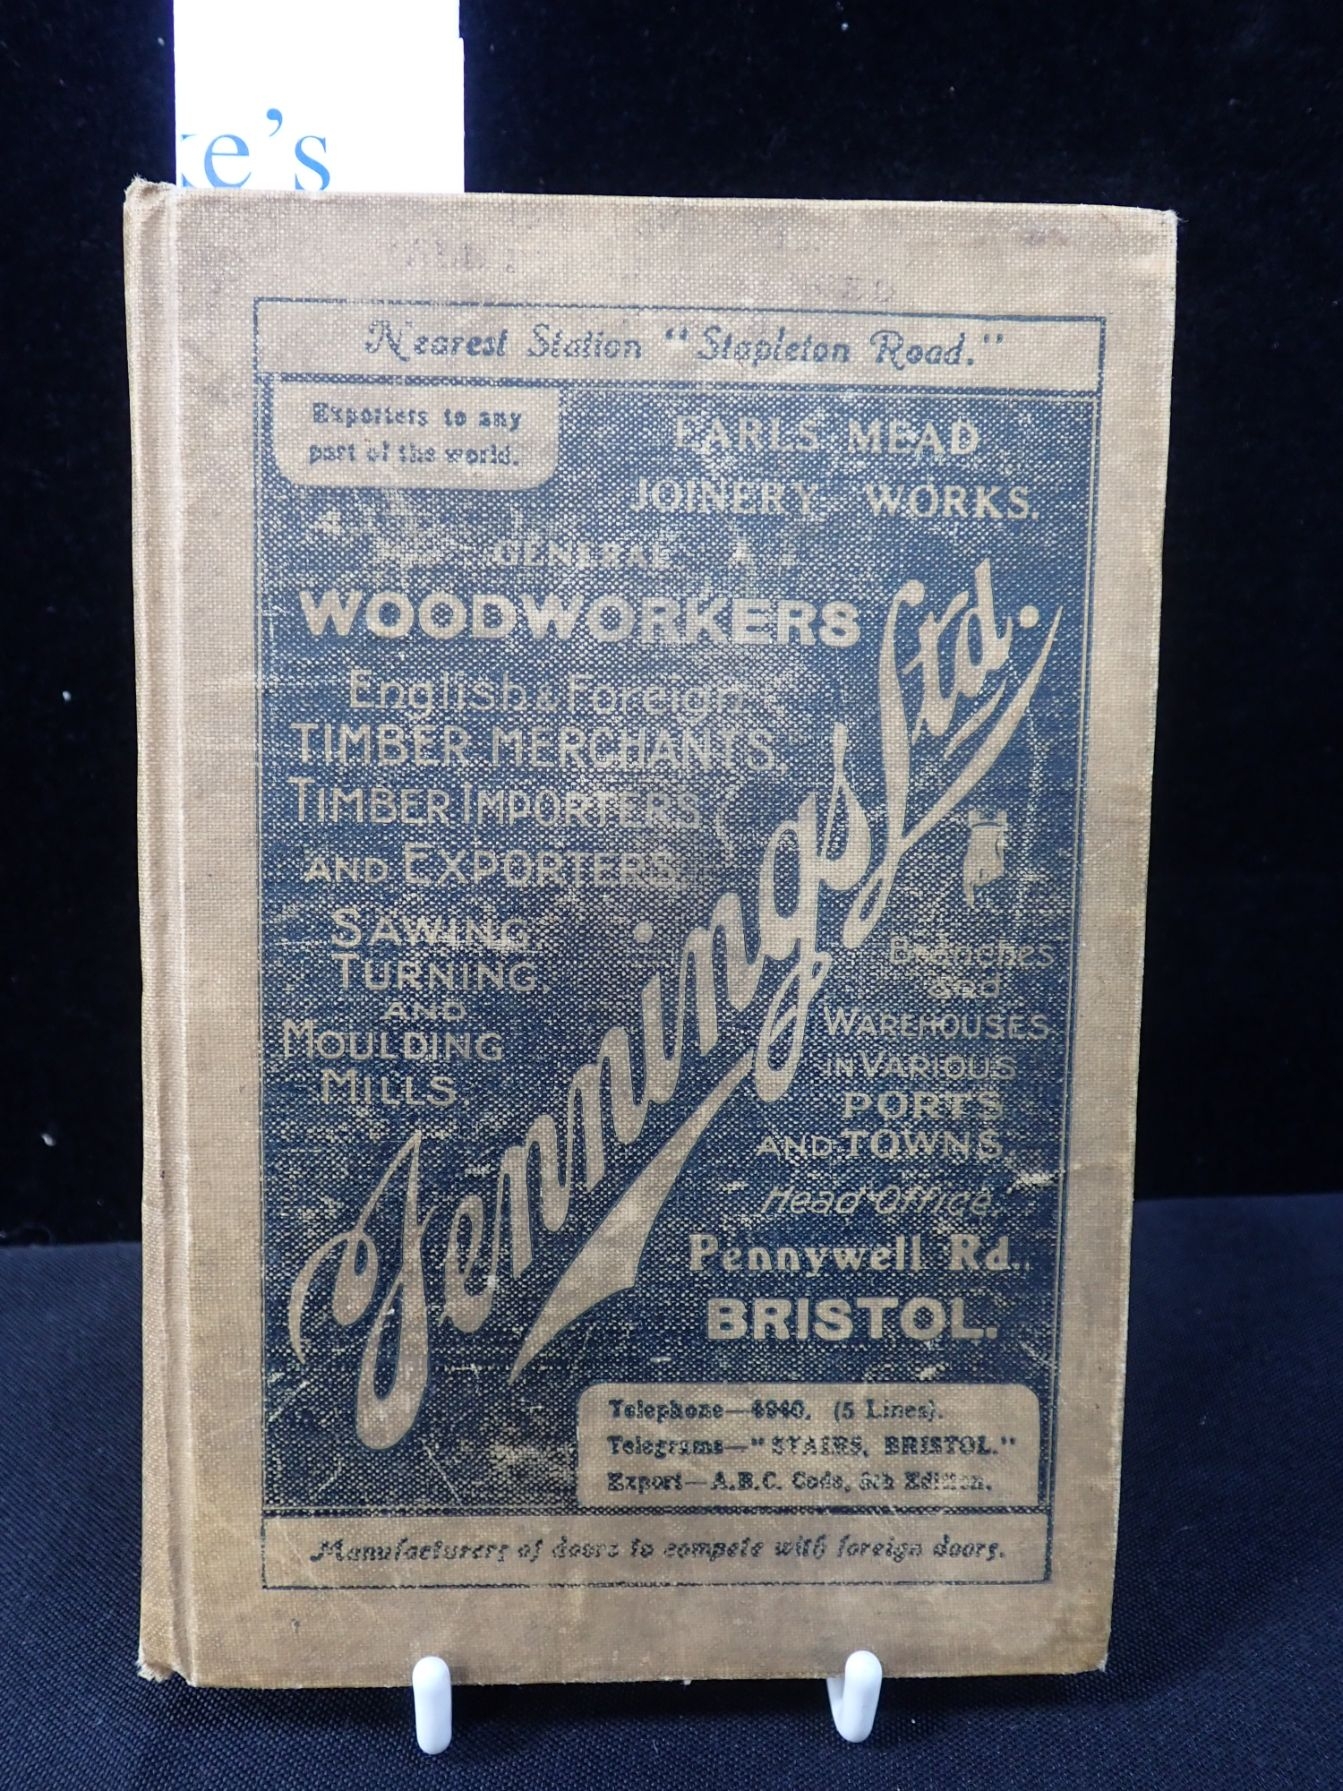 e's
Nearest Station "Stapleton Road."
Exporters to any
part of the world.
EARLS MEAD
JOINERY WORKS.
GENERAL
WOODWORKERS
English & Foreign
TIMBER MERCHANTS,
TIMBER IMPORTERS
AND EXPORTERS.
SAWING,
TURNING,
AND
MOULDING
MILLS.
Jennings Ltd.
Branches
and
WAREHOUSES
IN VARIOUS
PORTS
AND TOWNS.
Head Office,
Pennywell Rd.,
BRISTOL.
Telephone—4940. (5 Lines).
Telegrams—"STAIRS, BRISTOL."
Export—A.B.C. Code, Edition.
Manufacturers of doors to compete with foreign doors.